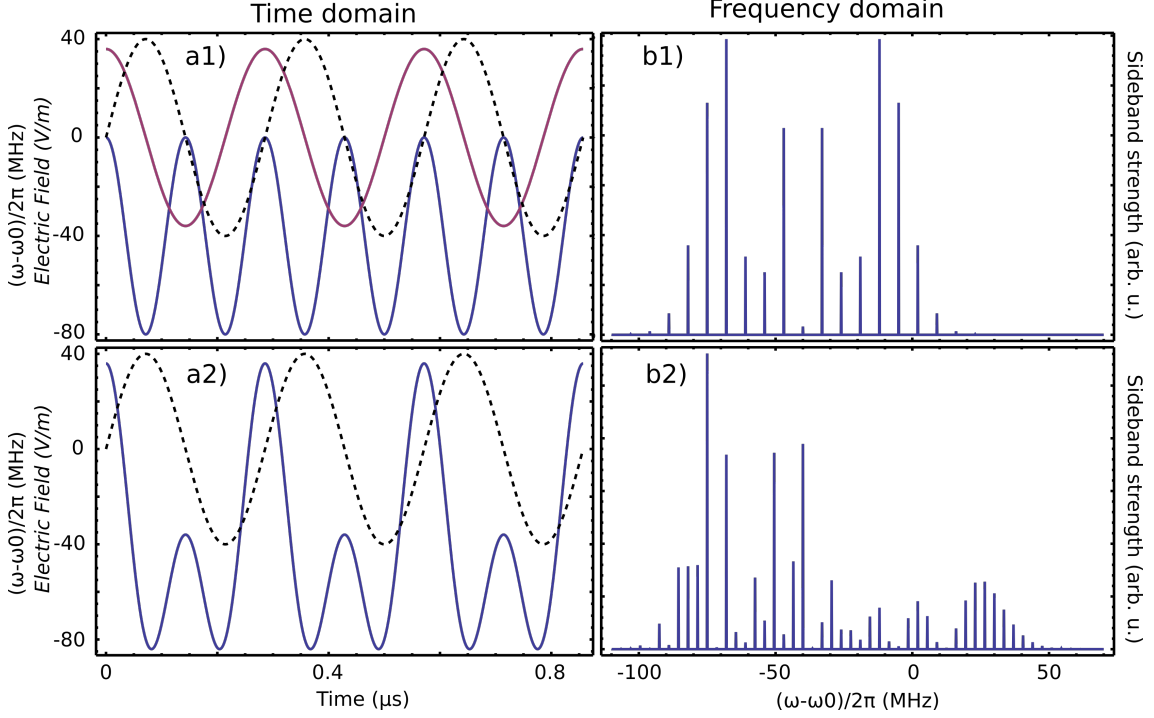 Time domain
Frequency domain
a1)
b1)
40
0
-40
-80
(ω-ω0)/2π (MHz)
Electric Field (V/m)
Sideband strength (arb. u.)
a2)
b2)
40
0
-40
-80
(ω-ω0)/2π (MHz)
Electric Field (V/m)
Sideband strength (arb. u.)
0 0.4 0.8
-100 -50 0 50
Time (μs)
(ω-ω0)/2π (MHz)